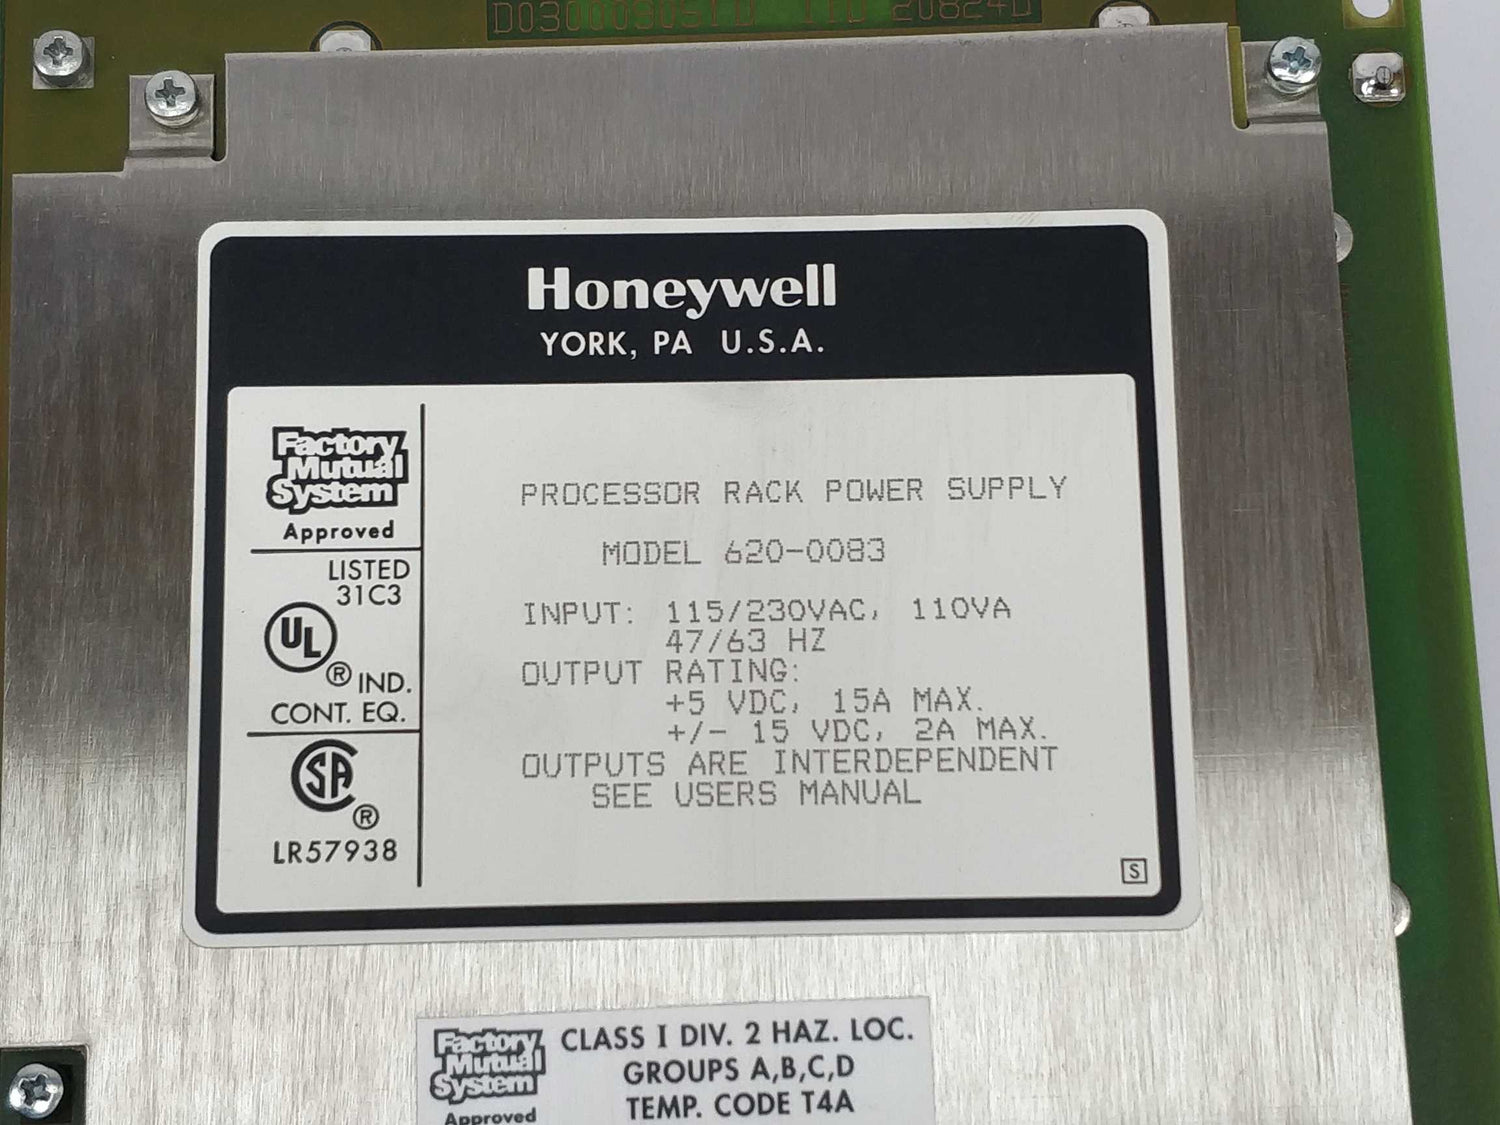 Honeywell
YORK, PA U.S.A.
Factory
Mutual
System
Approved
LISTED
31C3
UL
® IND.
CONT. EQ.
SA
®
LR57938
PROCESSOR RACK POWER SUPPLY
MODEL 620-0083
INPUT: 115/230VAC, 110VA
47/63 HZ
OUTPUT RATING:
+5 VDC, 15A MAX.
+/- 15 VDC, 2A MAX.
OUTPUTS ARE INTERDEPENDENT
SEE USERS MANUAL
S
Factory
Mutual
System
Approved
CLASS I DIV. 2 HAZ. LOC.
GROUPS A,B,C,D
TEMP. CODE T4A